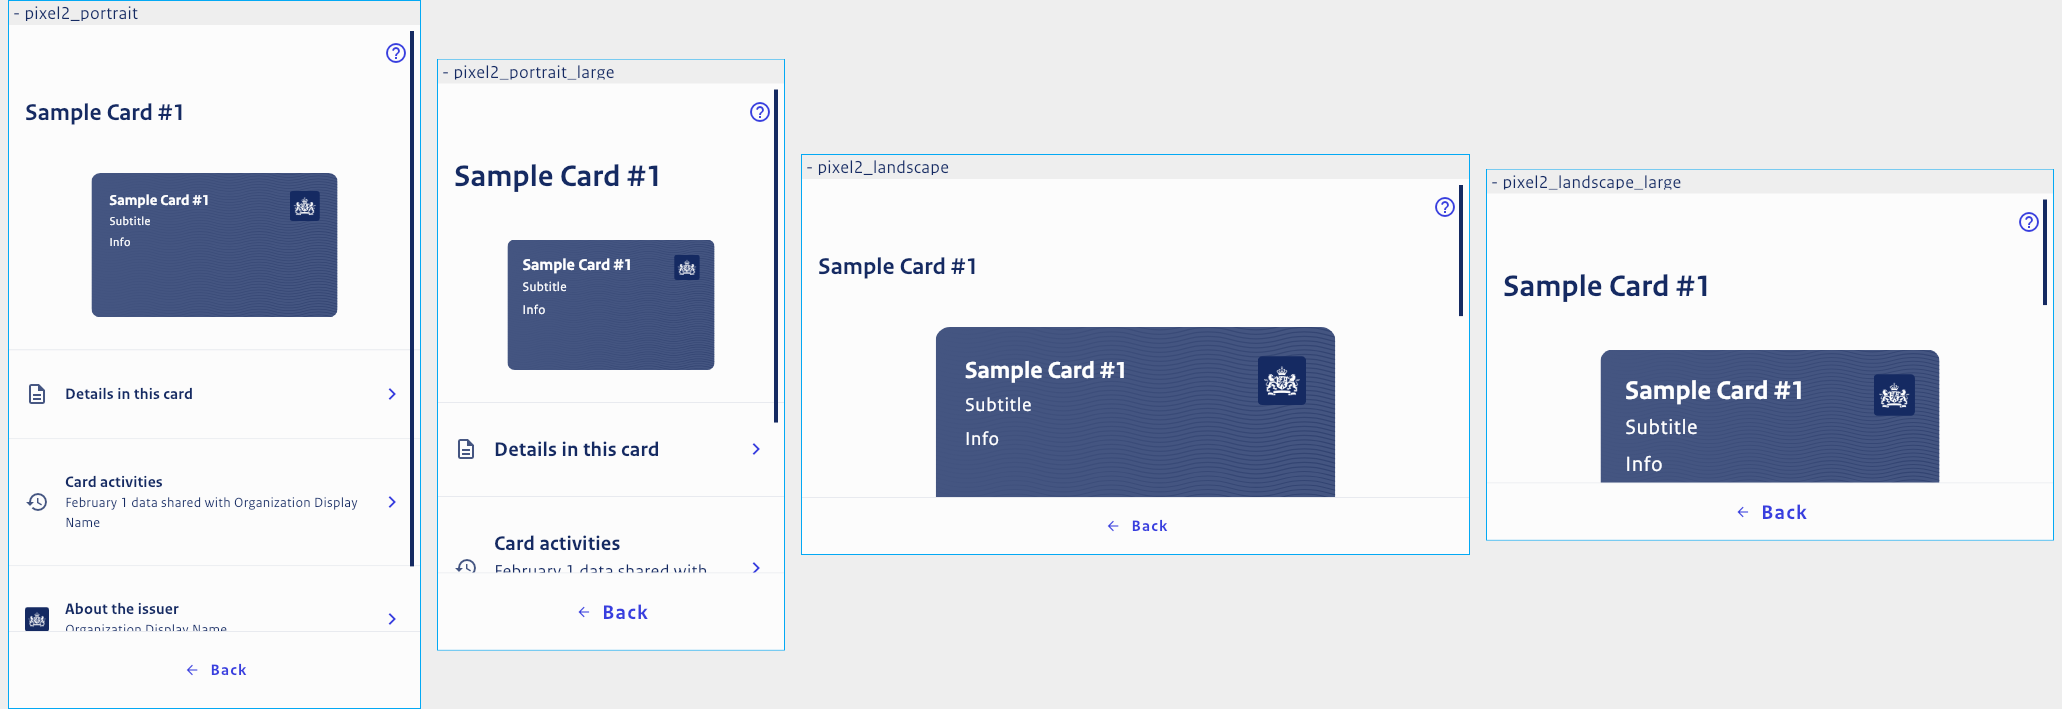 - pixel2_portrait
Sample Card #1
Sample Card #1
Subtitle
Info
Details in this card
Card activities
February 1 data shared with Organization Display
Name
About the issuer
Organization Display Name
← Back
- pixel2_portrait_large
Sample Card #1
Sample Card #1
Subtitle
Info
Details in this card
Card activities
February 1 data shared with
← Back
- pixel2_landscape
Sample Card #1
Sample Card #1
Subtitle
Info
← Back
- pixel2_landscape_large
Sample Card #1
Sample Card #1
Subtitle
Info
← Back